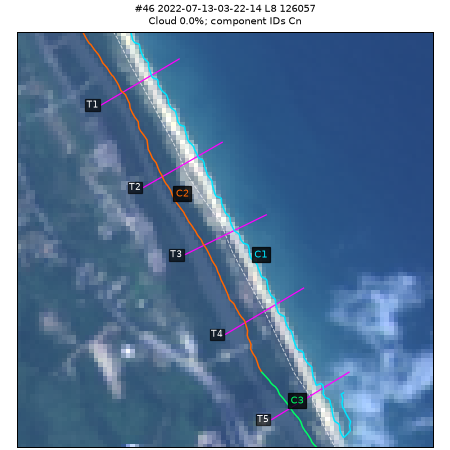 #46 2022-07-13-03-22-14 L8 126057
Cloud 0.0%; component IDs Cn
T1
T2
C2
T3
C1
T4
C3
T5